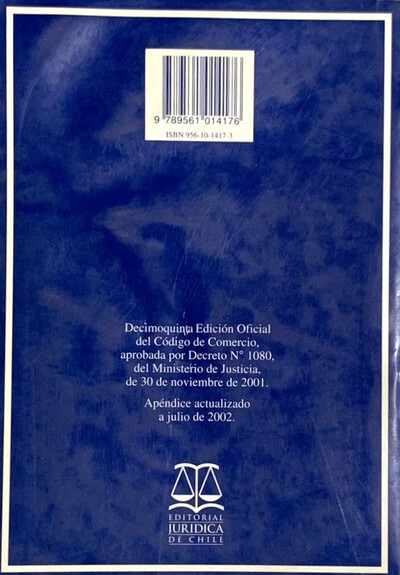 9 789561 014176
ISBN 956-10-1417-3
Decimoquinta Edición Oficial
del Código de Comercio,
aprobada por Decreto N° 1080,
del Ministerio de Justicia,
de 30 de noviembre de 2001.
Apéndice actualizado
a julio de 2002.
EDITORIAL
JURIDICA
DE CHILE